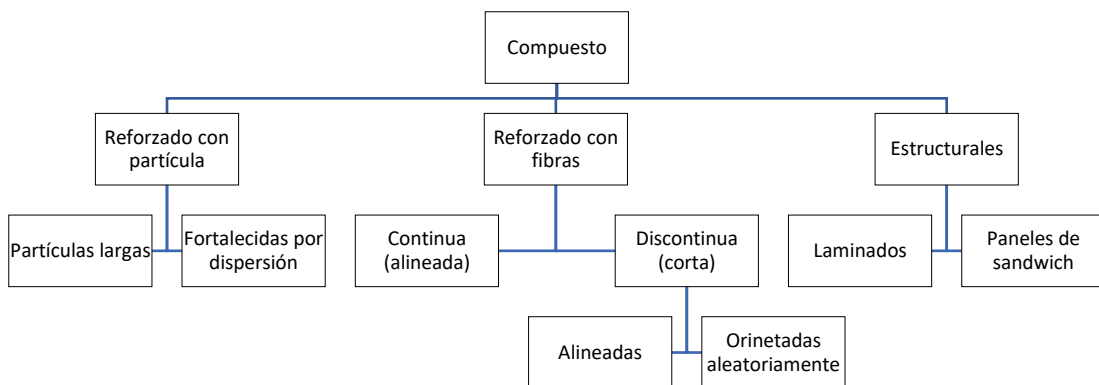 Compuesto
Reforzado con
partícula
Reforzado con
fibras
Estructurales
Partículas largas
Fortalecidas por
dispersión
Continua
(alineada)
Discontinua
(corta)
Laminados
Paneles de
sandwich
Alineadas
Orinetadas
aleatoriamente